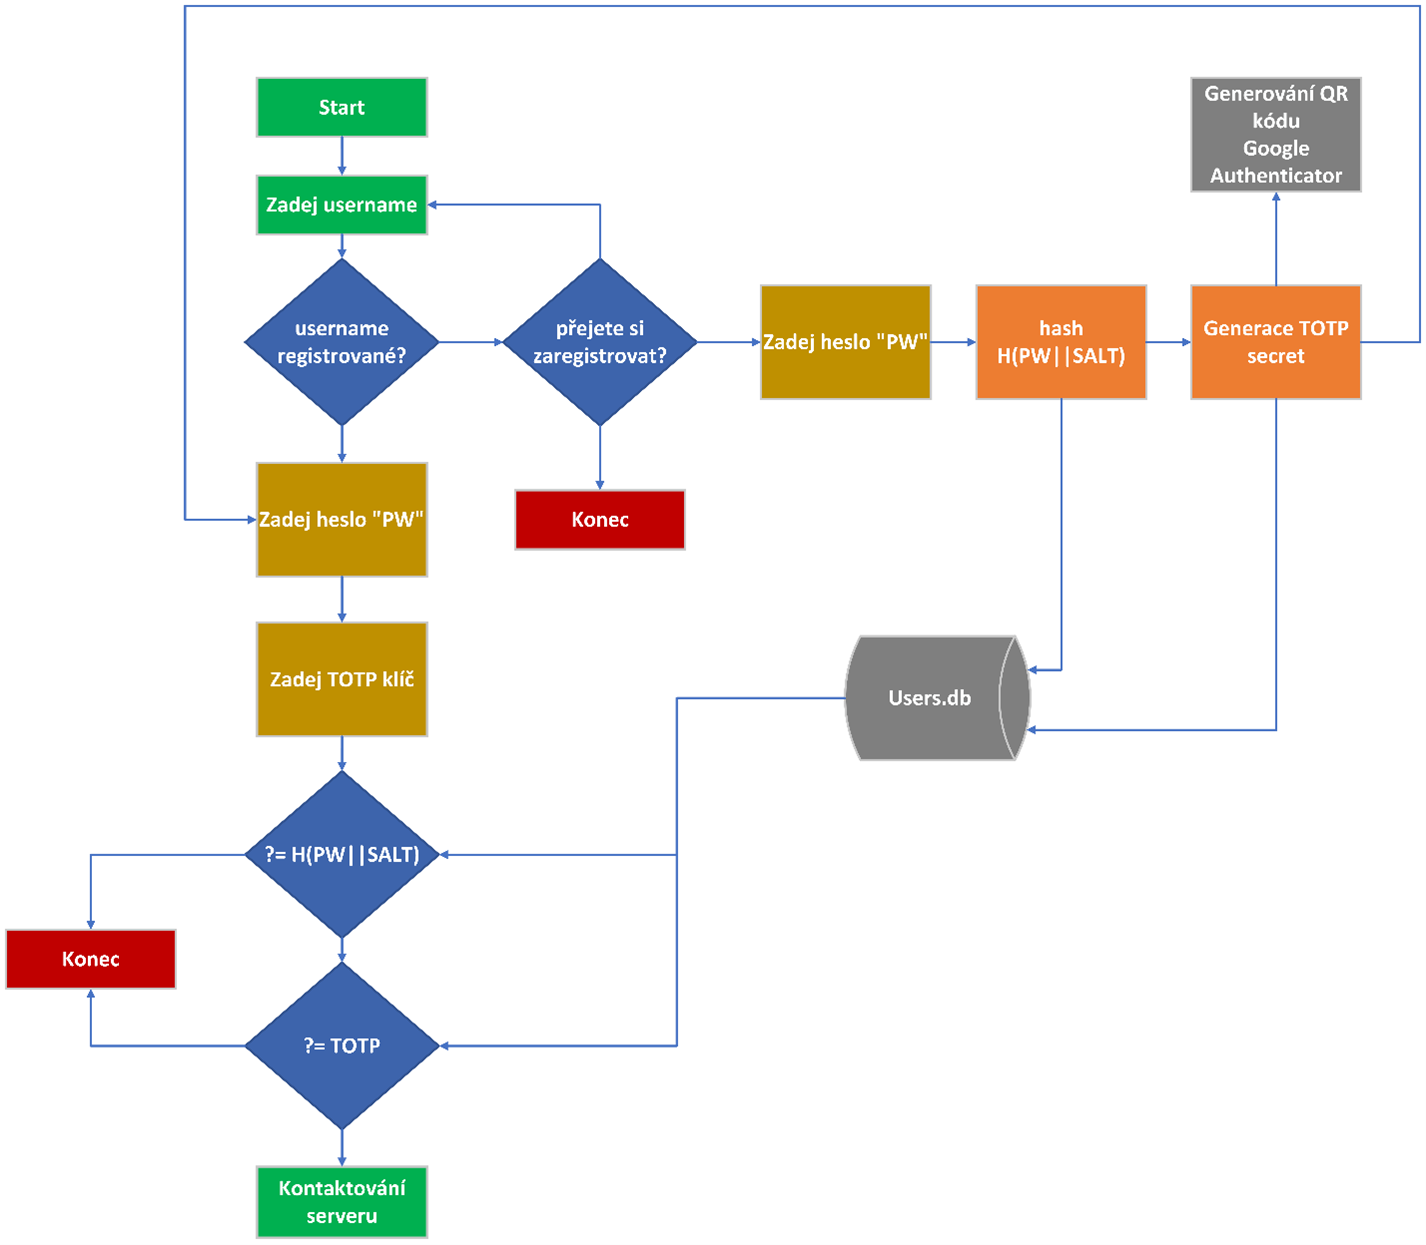 Start
Generování QR
kódu
Google
Authenticator
Zadej username
username
registrované?
přejete si
zaregistrovat?
Zadej heslo "PW"
hash
H(PW||SALT)
Generace TOTP
secret
Zadej heslo "PW"
Konec
Zadej TOTP klíč
Users.db
?= H(PW||SALT)
Konec
?= TOTP
Kontaktování
serveru